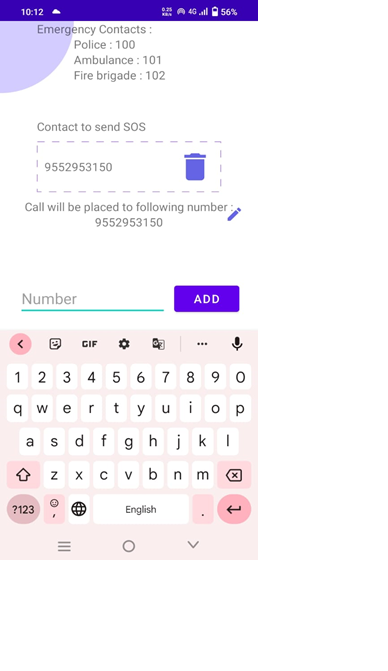 10:12
0.25 KB/s 4G 56%
Emergency Contacts :
Police : 100
Ambulance : 101
Fire brigade : 102
Contact to send SOS
9552953150
Call will be placed to following number :
9552953150
Number
ADD
GIF
1 2 3 4 5 6 7 8 9 0
q w e r t y u i o p
a s d f g h j k l
z x c v b n m
?123 , English .